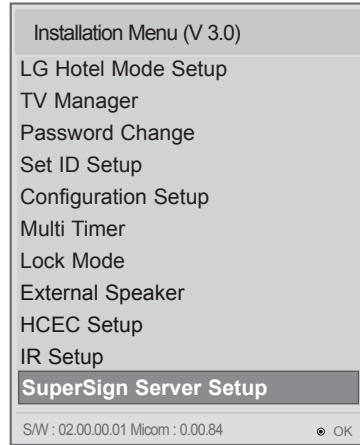 Installation Menu (V 3.0)
LG Hotel Mode Setup
TV Manager
Password Change
Set ID Setup
Configuration Setup
Multi Timer
Lock Mode
External Speaker
HCEC Setup
IR Setup
SuperSign Server Setup
S/W : 02.00.00.01 Micom : 0.00.84 ⦿ OK